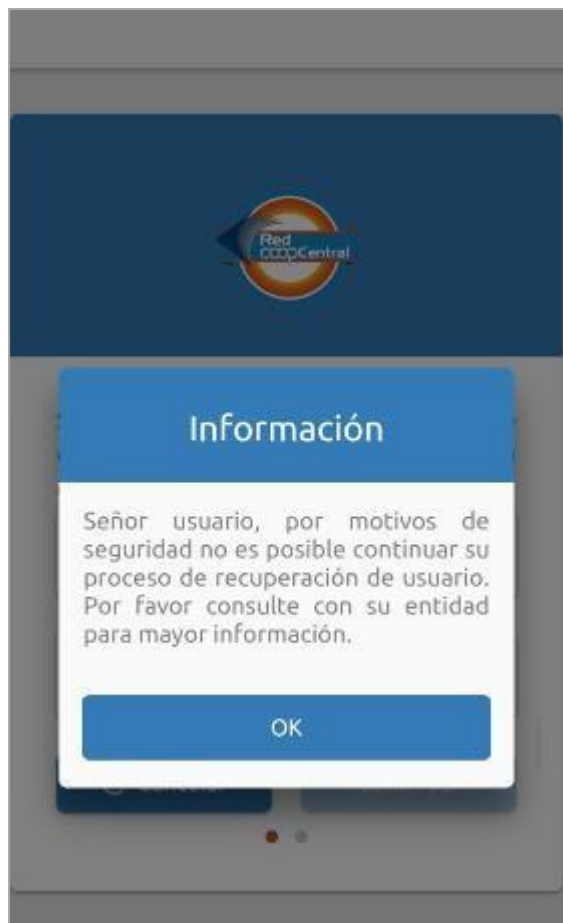 Red
COOPCentral
Información
Señor usuario, por motivos de
seguridad no es posible continuar su
proceso de recuperación de usuario.
Por favor consulte con su entidad
para mayor información.
OK